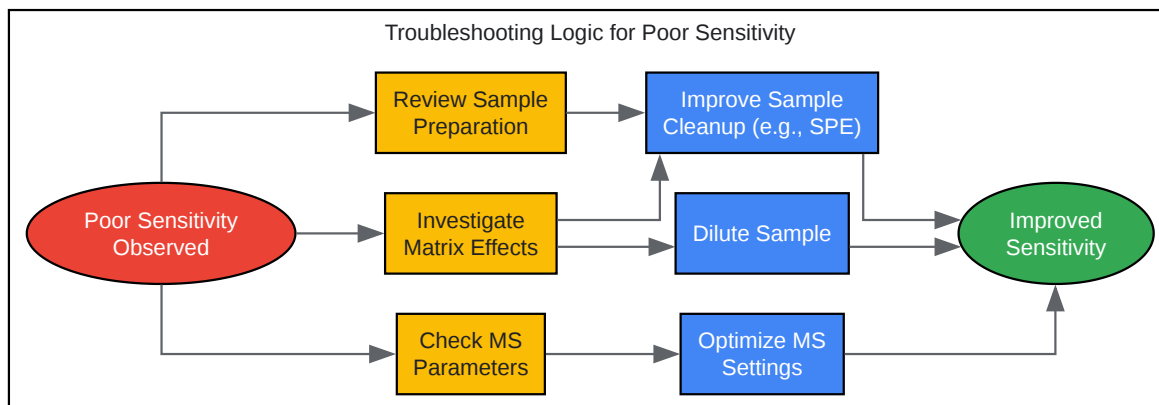 Troubleshooting Logic for Poor Sensitivity
Review Sample
Preparation
Improve Sample
Cleanup (e.g., SPE)
Poor Sensitivity
Observed
Investigate
Matrix Effects
Dilute Sample
Improved
Sensitivity
Check MS
Parameters
Optimize MS
Settings